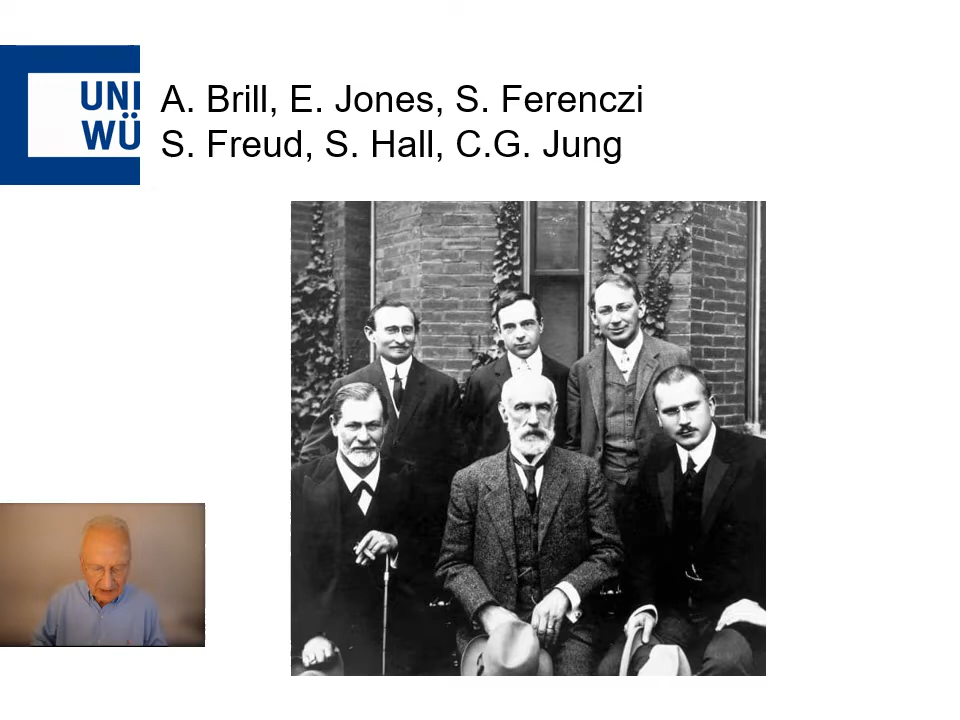 UNI
WÜ
A. Brill, E. Jones, S. Ferenczi
S. Freud, S. Hall, C.G. Jung